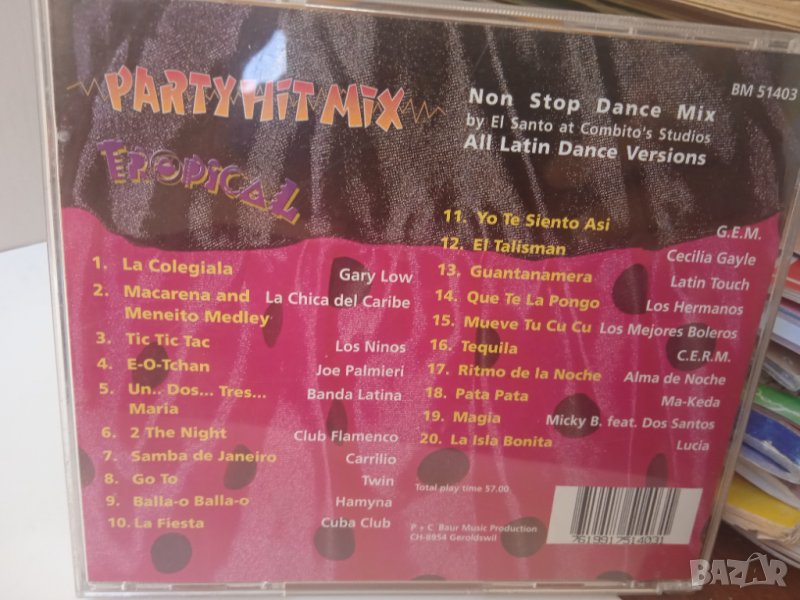 PARTY HIT MIX
TROPICAL
Non Stop Dance Mix
by El Santo at Combito's Studios
All Latin Dance Versions
BM 51403
1. La Colegiala
Gary Low
2. Macarena and
Meneito Medley
La Chica del Caribe
3. Tic Tic Tac
Los Ninos
4. E-O-Tchan
Joe Palmieri
5. Un.. Dos... Tres...
Maria
Banda Latina
6. 2 The Night
Club Flamenco
7. Samba de Janeiro
Carrilio
8. Go To
Twin
9. Balla-o Balla-o
Hamyna
10. La Fiesta
Cuba Club
11. Yo Te Siento Asi
G.E.M.
12. El Talisman
Cecilia Gayle
13. Guantanamera
Latin Touch
14. Que Te La Pongo
Los Hermanos
15. Mueve Tu Cu Cu
Los Mejores Boleros
16. Tequila
C.E.R.M.
17. Ritmo de la Noche
Alma de Noche
18. Pata Pata
Ma-Keda
19. Magia
Micky B. feat. Dos Santos
20. La Isla Bonita
Lucia
Total play time 57.00
P + C Baur Music Production
CH-8954 Geroldswil
7619917514031
BAZAR